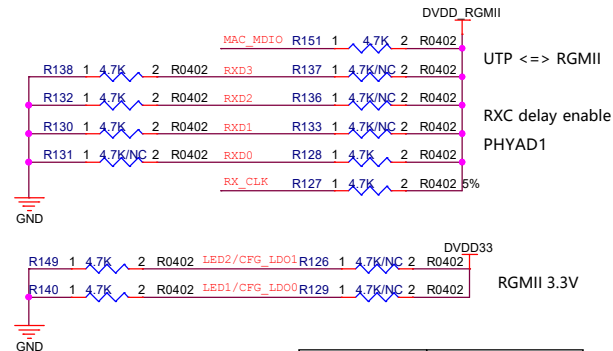 DVDD_RGMII
MAC_MDIO R151 1 4.7K 2 R0402
UTP <=> RGMII
R138 1 4.7K 2 R0402 RXD3 R137 1 4.7K/NC 2 R0402
R132 1 4.7K 2 R0402 RXD2 R136 1 4.7K/NC 2 R0402
RXC delay enable
R130 1 4.7K 2 R0402 RXD1 R133 1 4.7K/NC 2 R0402
PHYAD1
R131 1 4.7K/NC 2 R0402 RXD0 R128 1 4.7K 2 R0402
RX_CLK R127 1 4.7K 2 R0402 5%
GND
DVDD33
R149 1 4.7K 2 R0402 LED2/CFG_LDO1 R126 1 4.7K/NC 2 R0402
RGMII 3.3V
R140 1 4.7K 2 R0402 LED1/CFG_LDO0 R129 1 4.7K/NC 2 R0402
GND